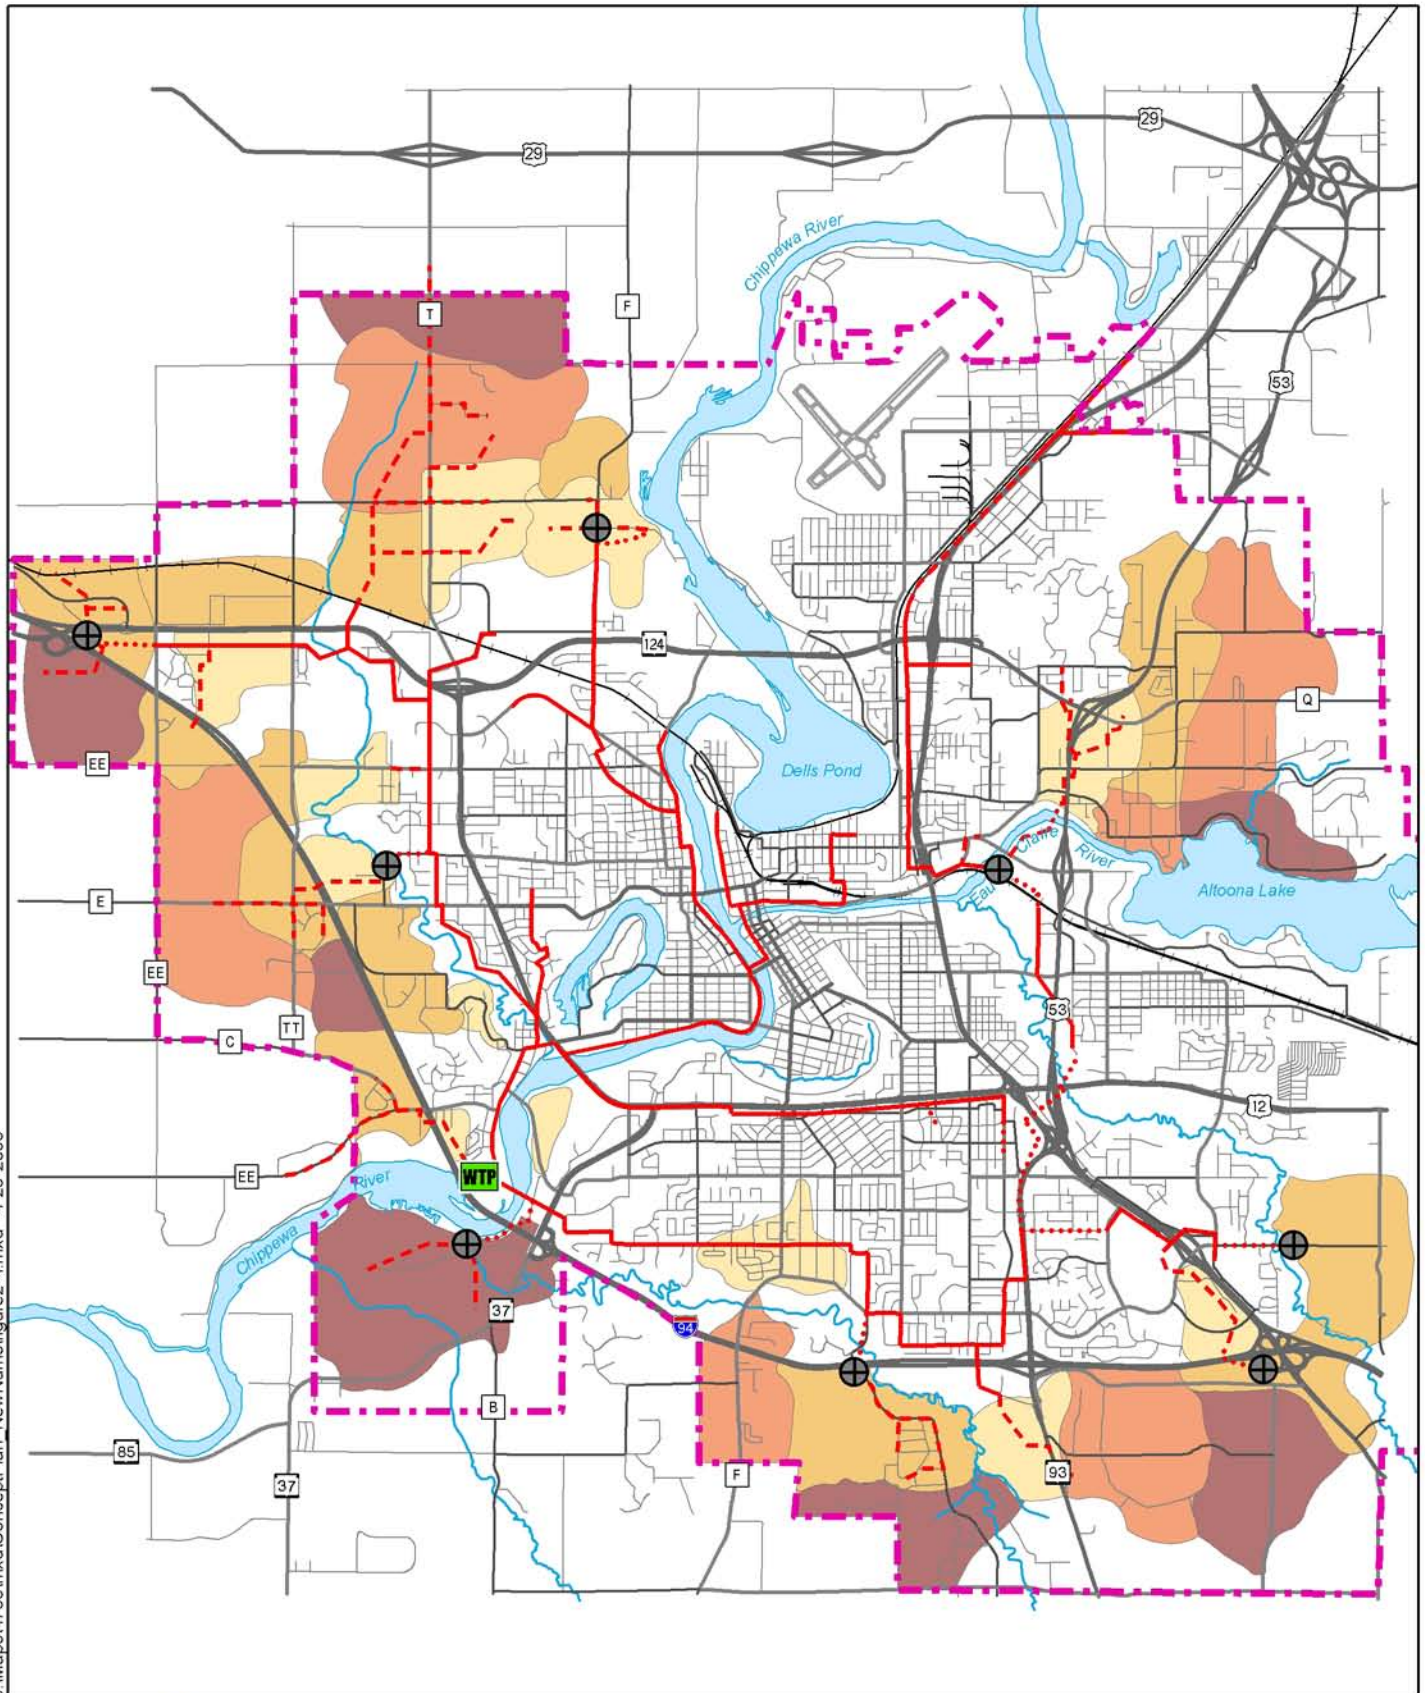 29
29
Chippewa River
T
F
53
124
Q
EE
Dells Pond
Eau Claire River
Altoona Lake
E
EE
TT
C
53
12
EE
WTP
River
Chippewa
37
94
B
85
37
F
93